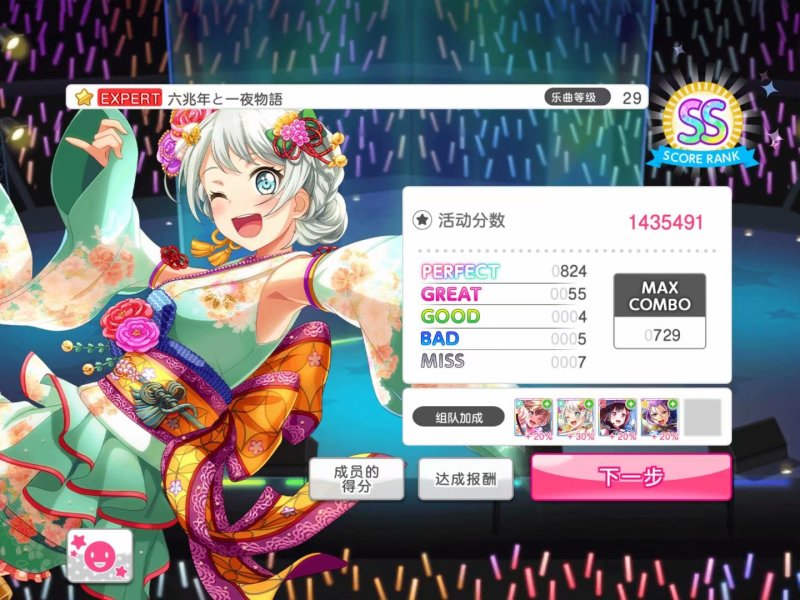 EXPERT 六兆年と一夜物語 乐曲等级 29
SS
SCORE RANK
活动分数 1435491
PERFECT 0824
GREAT 0055
GOOD 0004
BAD 0005
MISS 0007
MAX
COMBO
0729
组队加成
+20% +30% +20% +20%
成员的
得分
达成报酬
下一步